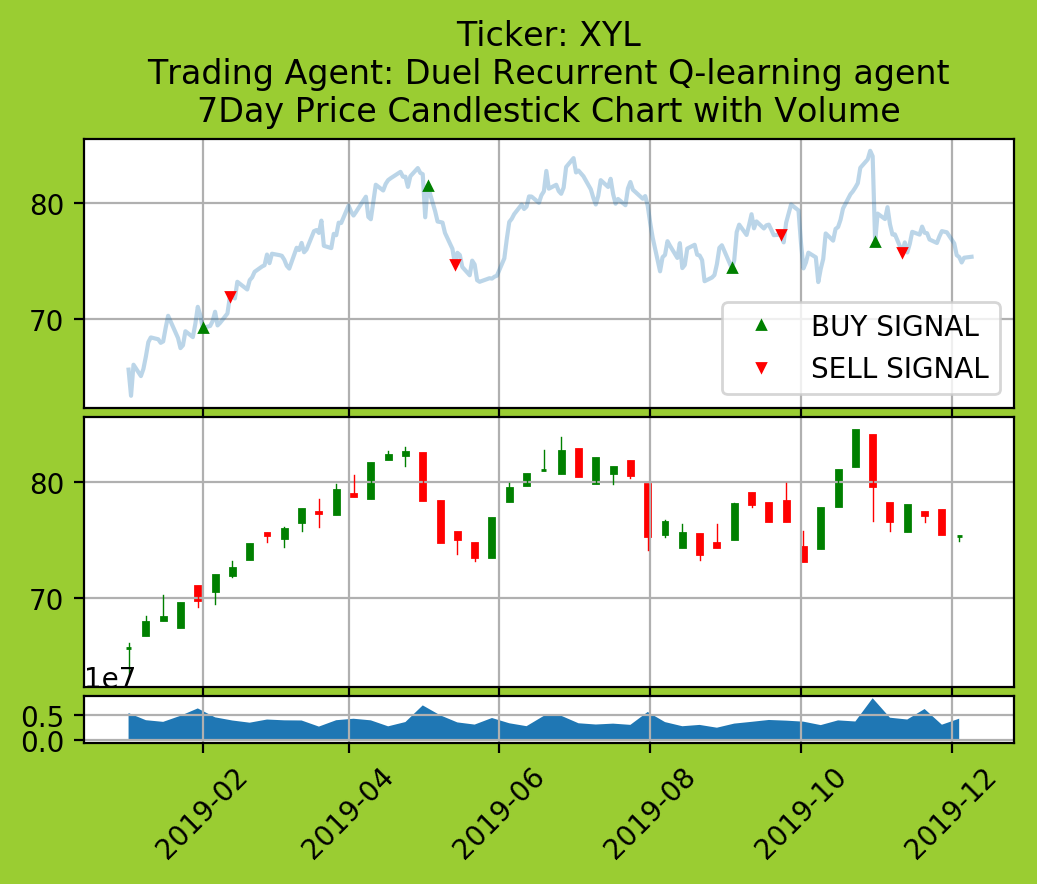 Ticker: XYL
Trading Agent: Duel Recurrent Q-learning agent
7Day Price Candlestick Chart with Volume
80
70
BUY SIGNAL
SELL SIGNAL
80
70
1e7
0.5
0.0
2019-02
2019-04
2019-06
2019-08
2019-10
2019-12